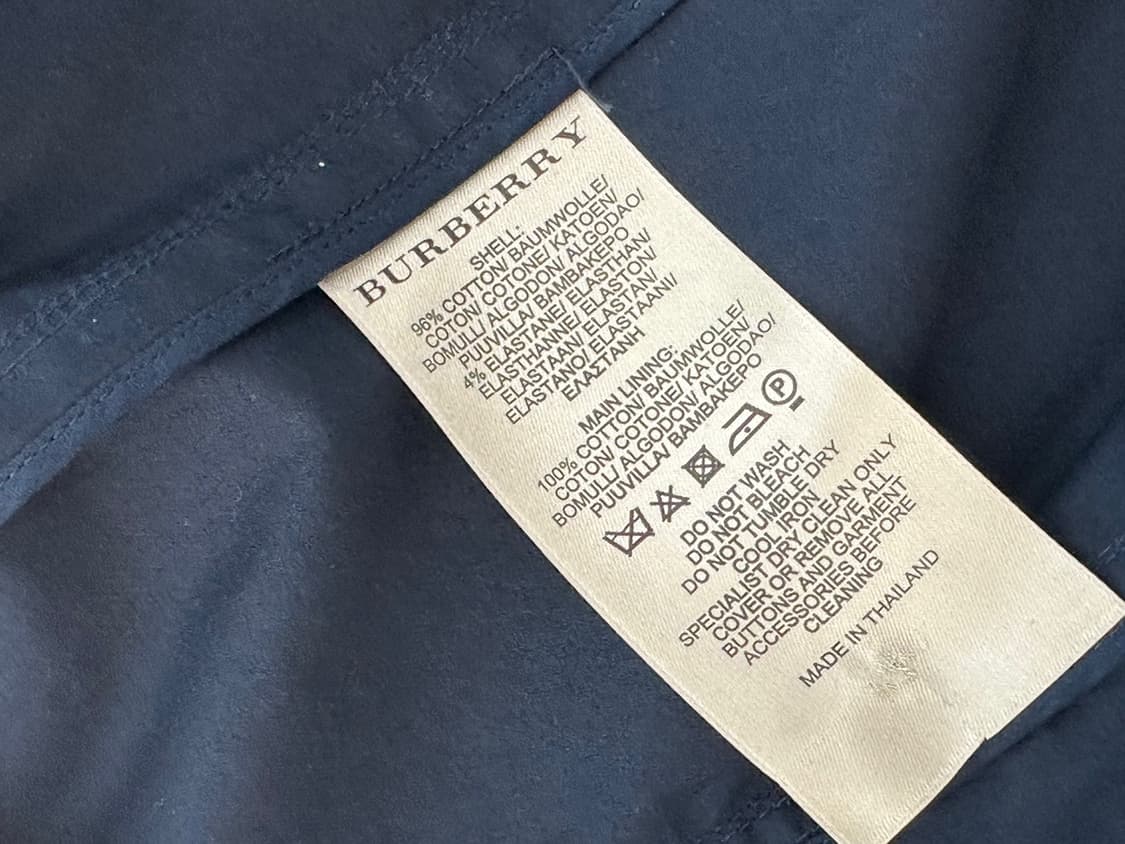 BURBERRY
SHELL:
96% COTTON/ BAUMWOLLE/
COTON/ COTONE/ KATOEN/
BOMULL/ ALGODON/ ALGODAO/
PUUVILLA/ BAMBAKEPO
4% ELASTANE/ ELASTHAN/
ELASTHANNE/ ELASTON/
ELASTAAN/ ELASTAN/
ELASTANO/ ELASTAANI/
ΕΛΑΣΤΑΝΗ
MAIN LINING:
100% COTTON/ BAUMWOLLE/
COTON/ COTONE/ KATOEN/
BOMULL/ ALGODON/ ALGODAO/
PUUVILLA/ BAMBAKEPO
P
DO NOT WASH
DO NOT BLEACH
DO NOT TUMBLE DRY
COOL IRON
SPECIALIST DRY CLEAN ONLY
COVER OR REMOVE ALL
BUTTONS AND GARMENT
ACCESSORIES BEFORE
CLEANING
MADE IN THAILAND